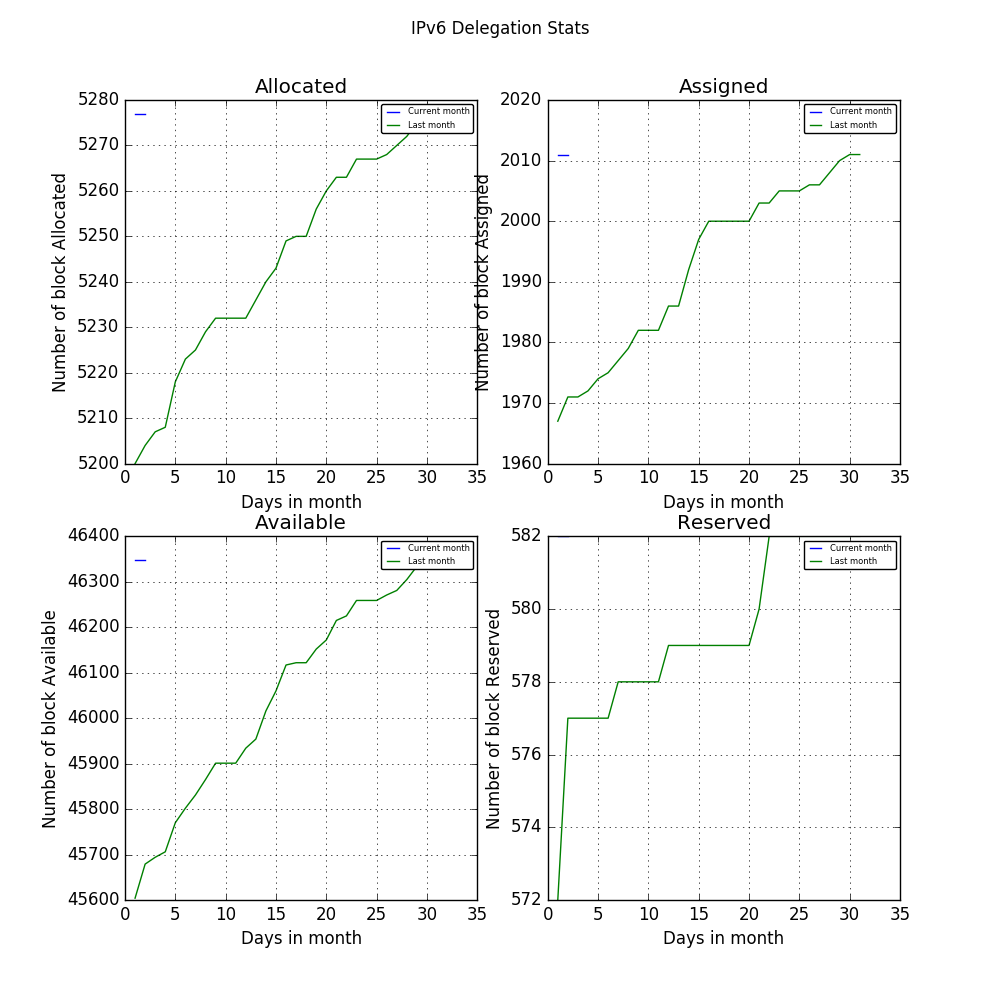 IPv6 Delegation Stats
Allocated
Current month
Last month
5280
5270
5260
5250
5240
5230
5220
5210
5200
Number of block Allocated
0 5 10 15 20 25 30 35
Days in month
Assigned
Current month
Last month
2020
2010
2000
1990
1980
1970
1960
Number of block Assigned
0 5 10 15 20 25 30 35
Days in month
Available
Current month
Last month
46400
46300
46200
46100
46000
45900
45800
45700
45600
Number of block Available
0 5 10 15 20 25 30 35
Days in month
Reserved
Current month
Last month
582
580
578
576
574
572
Number of block Reserved
0 5 10 15 20 25 30 35
Days in month